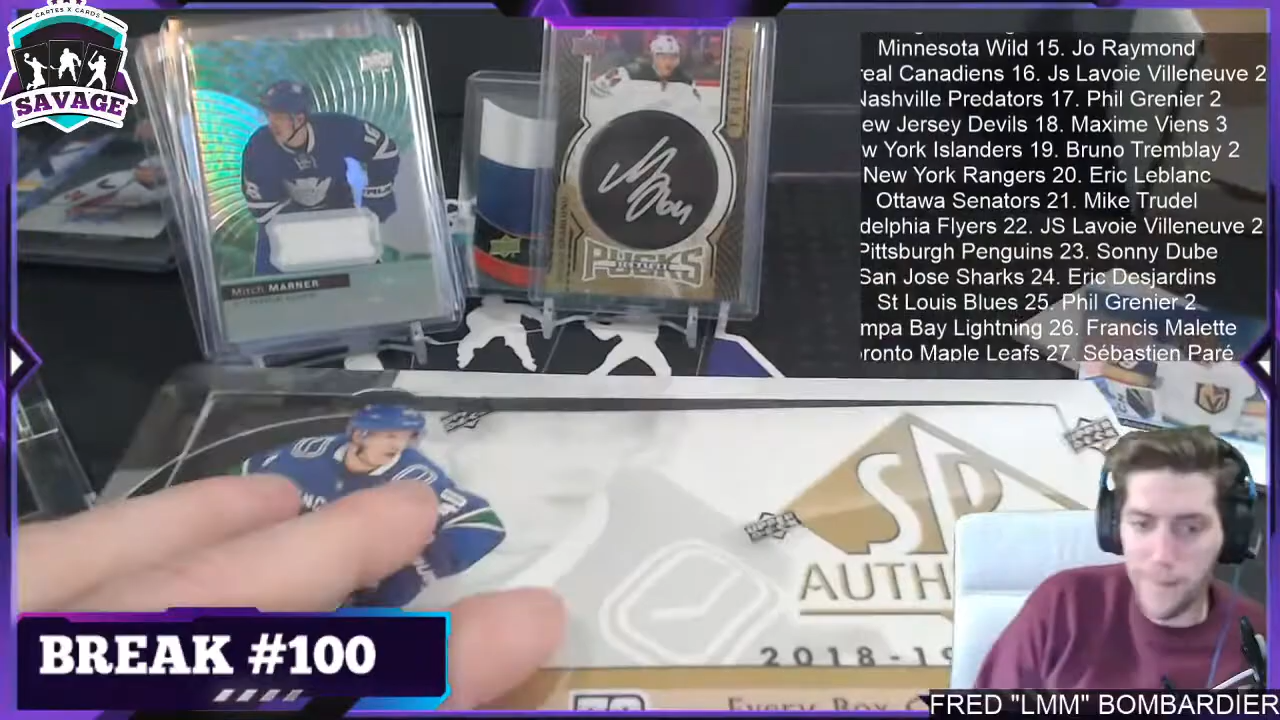 CARTES X CARDS
SAVAGE
Mitch MARNER
PUCKS
Minnesota Wild 15. Jo Raymond
real Canadiens 16. Js Lavoie Villeneuve 2
Nashville Predators 17. Phil Grenier 2
ew Jersey Devils 18. Maxime Viens 3
w York Islanders 19. Bruno Tremblay 2
New York Rangers 20. Eric Leblanc
Ottawa Senators 21. Mike Trudel
delphia Flyers 22. JS Lavoie Villeneuve 2
Pittsburgh Penguins 23. Sonny Dube
San Jose Sharks 24. Eric Desjardins
St Louis Blues 25. Phil Grenier 2
mpa Bay Lightning 26. Francis Malette
ronto Maple Leafs 27. Sébastien Paré
SP
AUTH
2018-19
Every Box
BREAK #100
FRED "LMM" BOMBARDIER